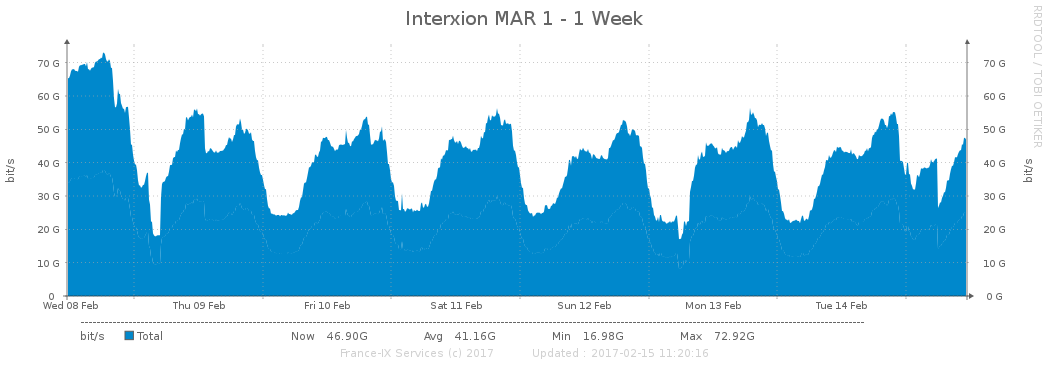 Interxion MAR 1 - 1 Week
RRDTOOL / TOBI OETIKER
bit/s
70 G 70 G
60 G 60 G
50 G 50 G
40 G 40 G
30 G 30 G
20 G 20 G
10 G 10 G
0 0 G
bit/s
Wed 08 Feb Thu 09 Feb Fri 10 Feb Sat 11 Feb Sun 12 Feb Mon 13 Feb Tue 14 Feb
bit/s Total Now 46.90G Avg 41.16G Min 16.98G Max 72.92G
France-IX Services (c) 2017 Updated : 2017-02-15 11:20:16